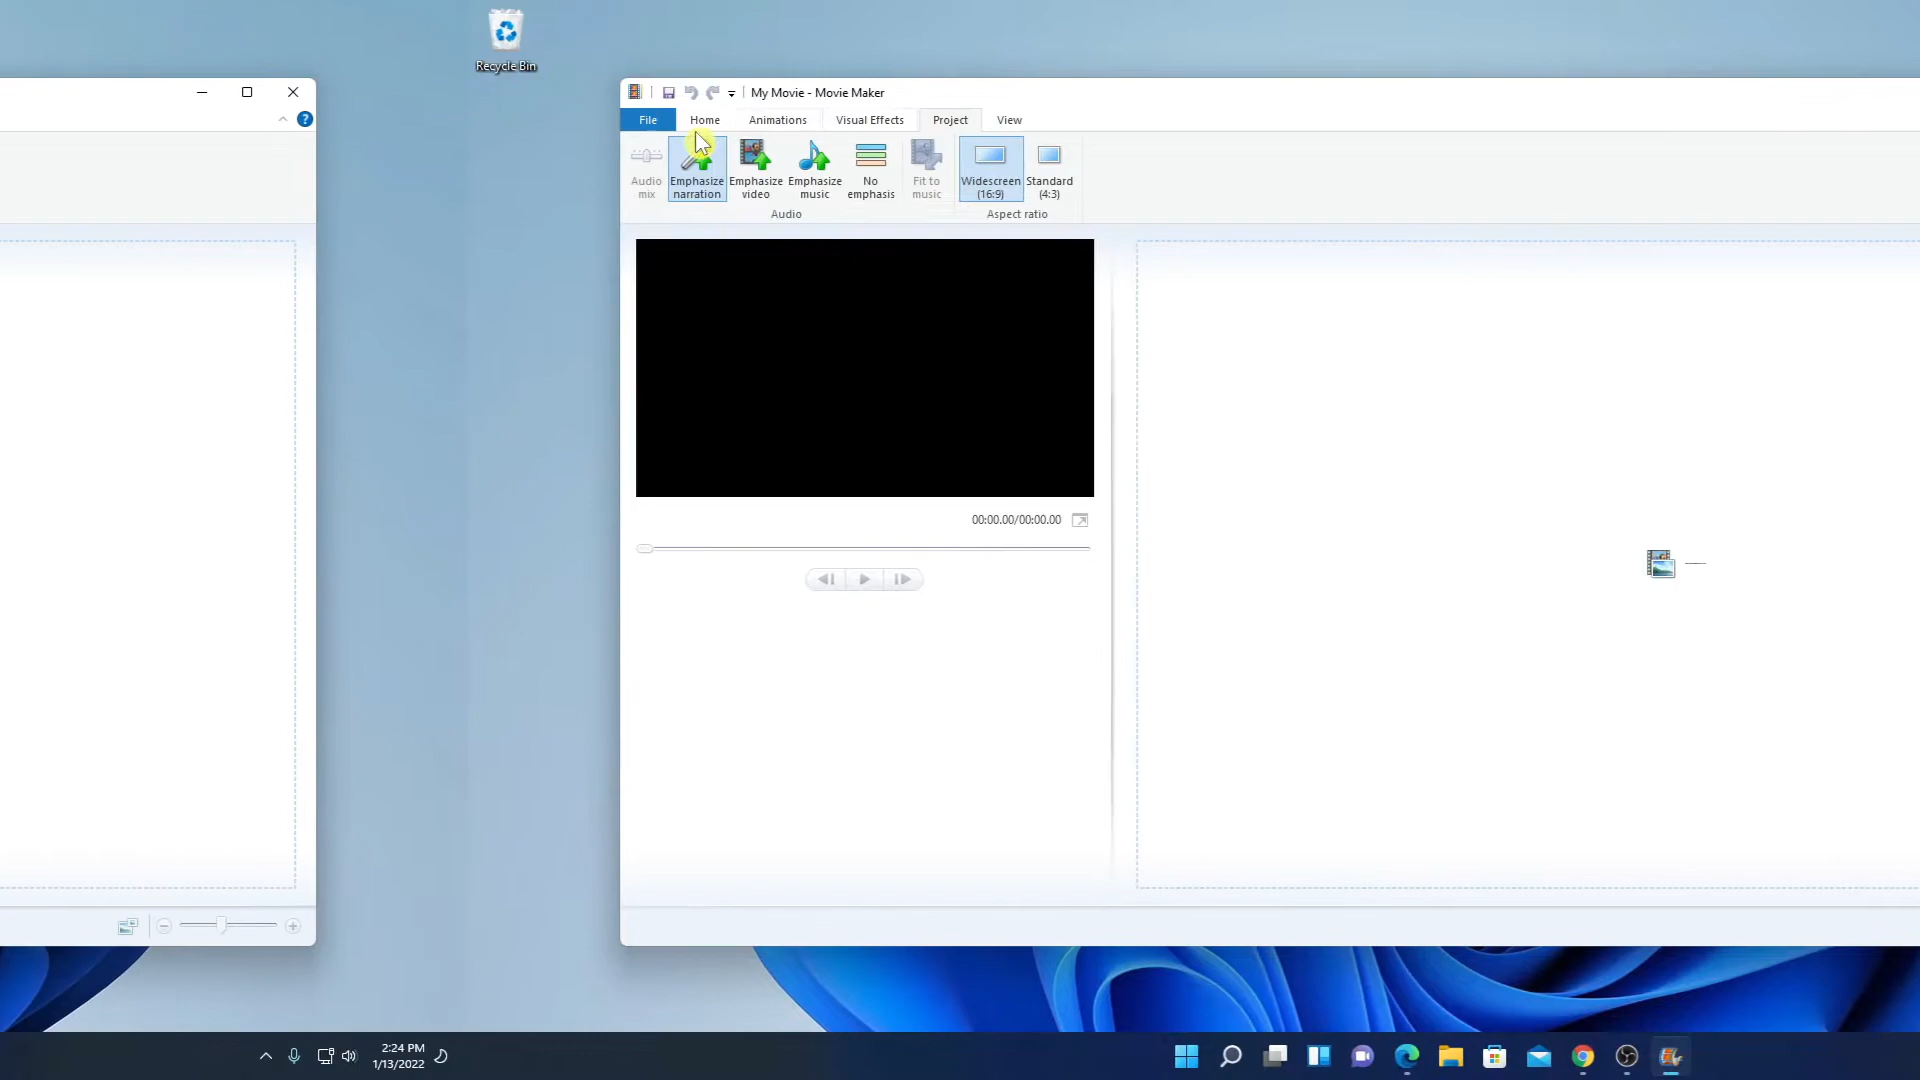 Recycle Bin
My Movie - Movie Maker
File Home Animations Visual Effects Project View
Audio mix
Emphasize narration
Emphasize video
Emphasize music
No emphasis
Fit to music
Widescreen (16:9)
Standard (4:3)
Audio
Aspect ratio
00:00.00/00:00.00
2:24 PM
1/13/2022